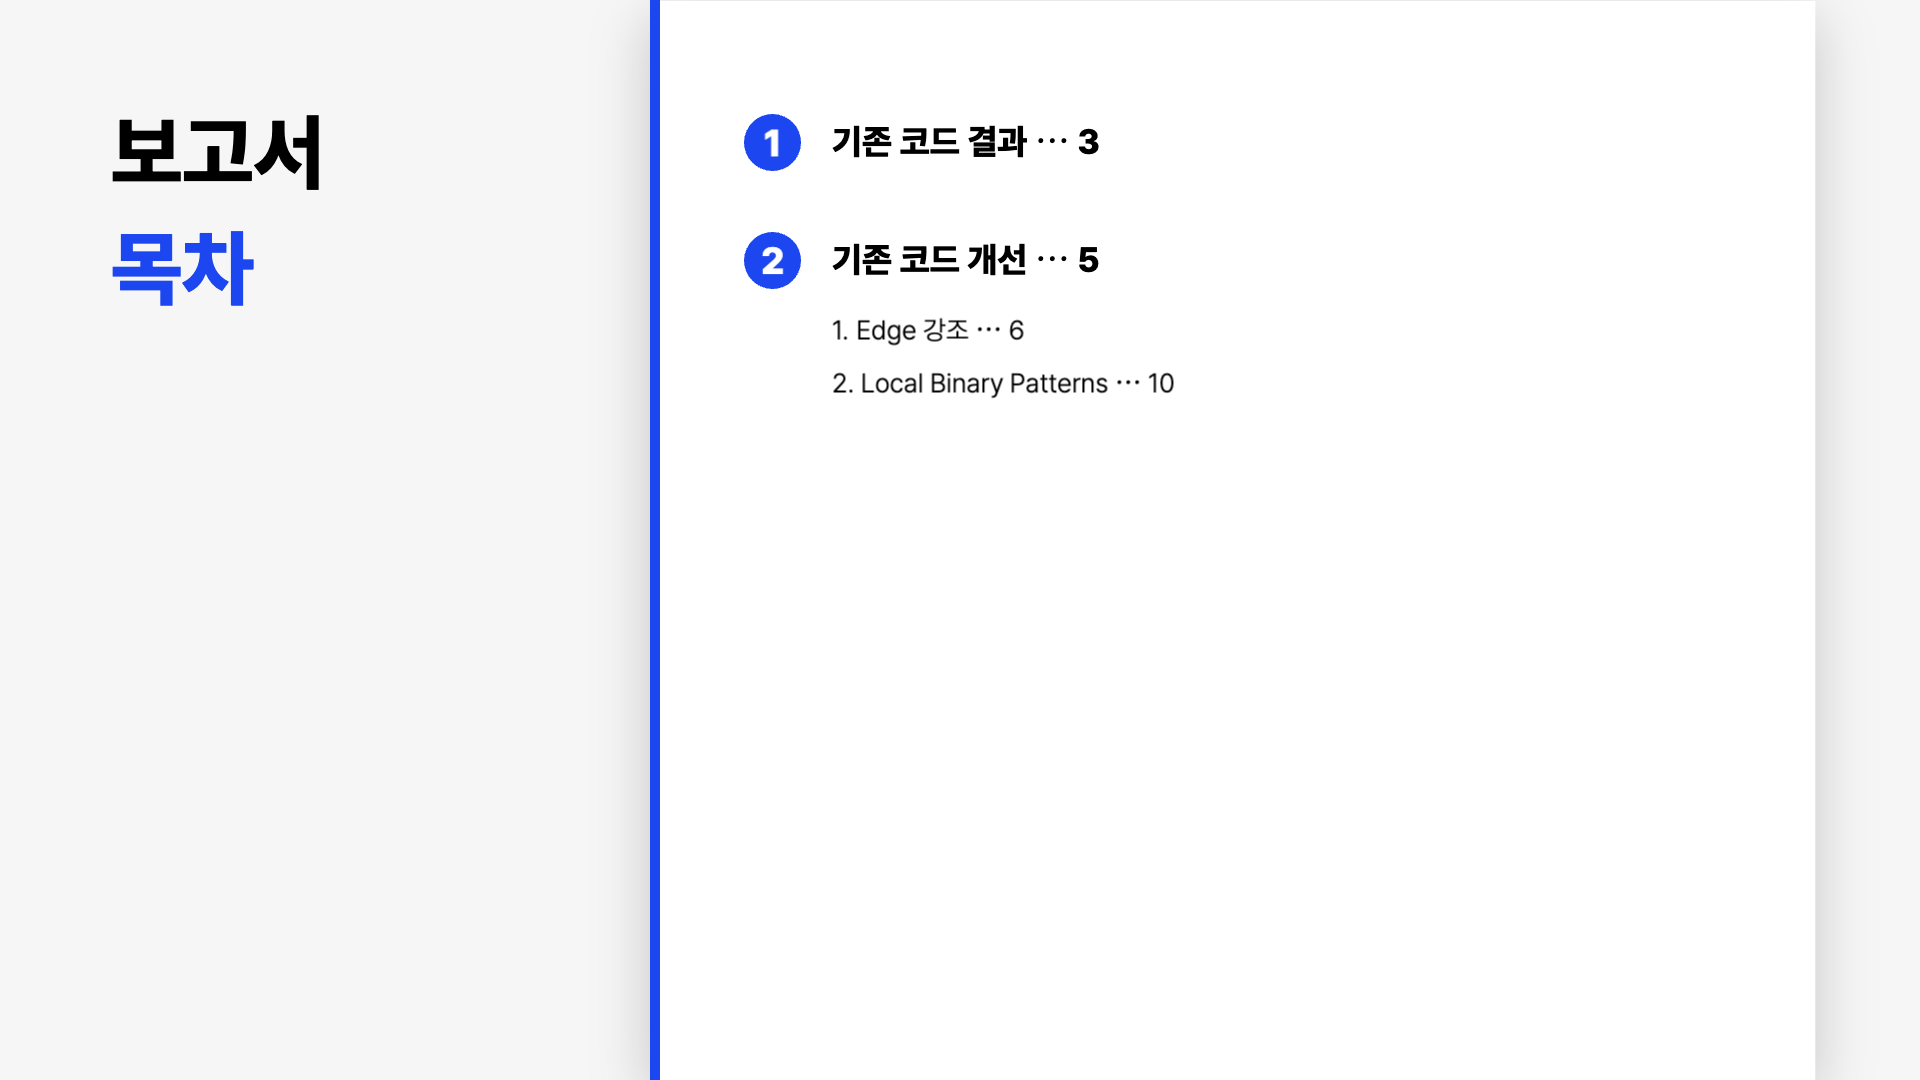 보고서
목차
1 기존 코드 결과 ··· 3
2 기존 코드 개선 ··· 5
1. Edge 강조 ··· 6
2. Local Binary Patterns ··· 10